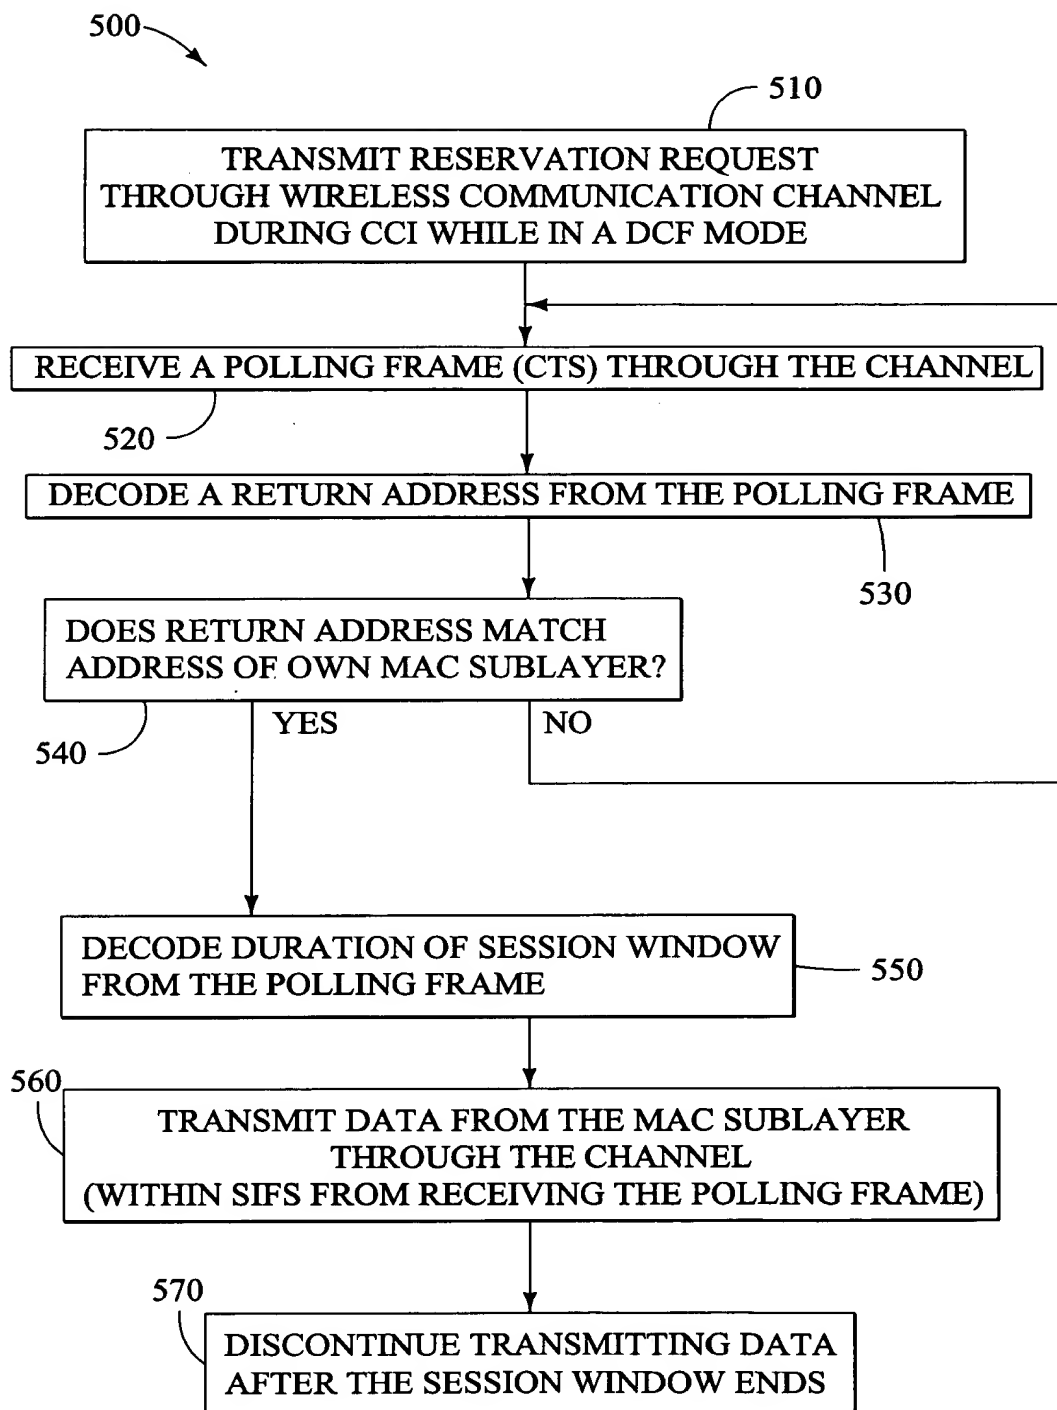 500
510
TRANSMIT RESERVATION REQUEST
THROUGH WIRELESS COMMUNICATION CHANNEL
DURING CCI WHILE IN A DCF MODE
RECEIVE A POLLING FRAME (CTS) THROUGH THE CHANNEL
520
DECODE A RETURN ADDRESS FROM THE POLLING FRAME
530
DOES RETURN ADDRESS MATCH
ADDRESS OF OWN MAC SUBLAYER?
540
YES
NO
DECODE DURATION OF SESSION WINDOW
FROM THE POLLING FRAME
550
560
TRANSMIT DATA FROM THE MAC SUBLAYER
THROUGH THE CHANNEL
(WITHIN SIFS FROM RECEIVING THE POLLING FRAME)
570
DISCONTINUE TRANSMITTING DATA
AFTER THE SESSION WINDOW ENDS